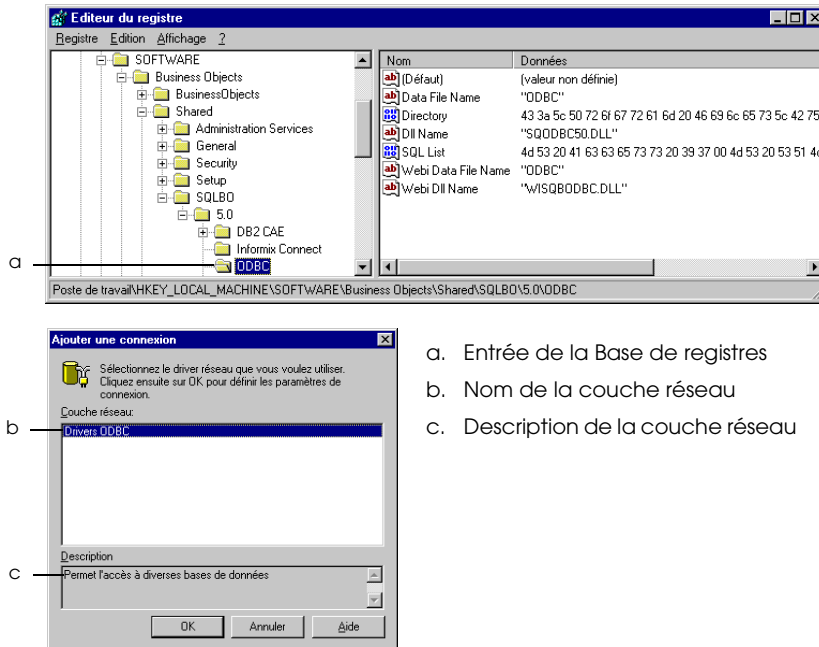 Editeur du registre
Registre Edition Affichage ?
SOFTWARE
Business Objects
BusinessObjects
Shared
Administration Services
General
Security
Setup
SQLBO
5.0
DB2 CAE
Informix Connect
ODBC
Nom Données
(Défaut) (valeur non définie)
Data File Name "ODBC"
Directory 43 3a 5c 50 72 6f 67 72 61 6d 20 46 69 6c 65 73 5c 42 75
Dll Name "SQODBC50.DLL"
SQL List 4d 53 20 41 63 63 65 73 73 20 39 37 00 4d 53 20 53 51 4c
Webi Data File Name "ODBC"
Webi Dll Name "WISQBODBC.DLL"
a
Poste de travail\HKEY_LOCAL_MACHINE\SOFTWARE\Business Objects\Shared\SQLBO\5.0\ODBC
Ajouter une connexion
Sélectionnez le driver réseau que vous voulez utiliser.
Cliquez ensuite sur OK pour définir les paramètres de
connexion.
Couche réseau:
b
Drivers ODBC
Description
c
Permet l'accès à diverses bases de données
OK Annuler Aide
a. Entrée de la Base de registres
b. Nom de la couche réseau
c. Description de la couche réseau